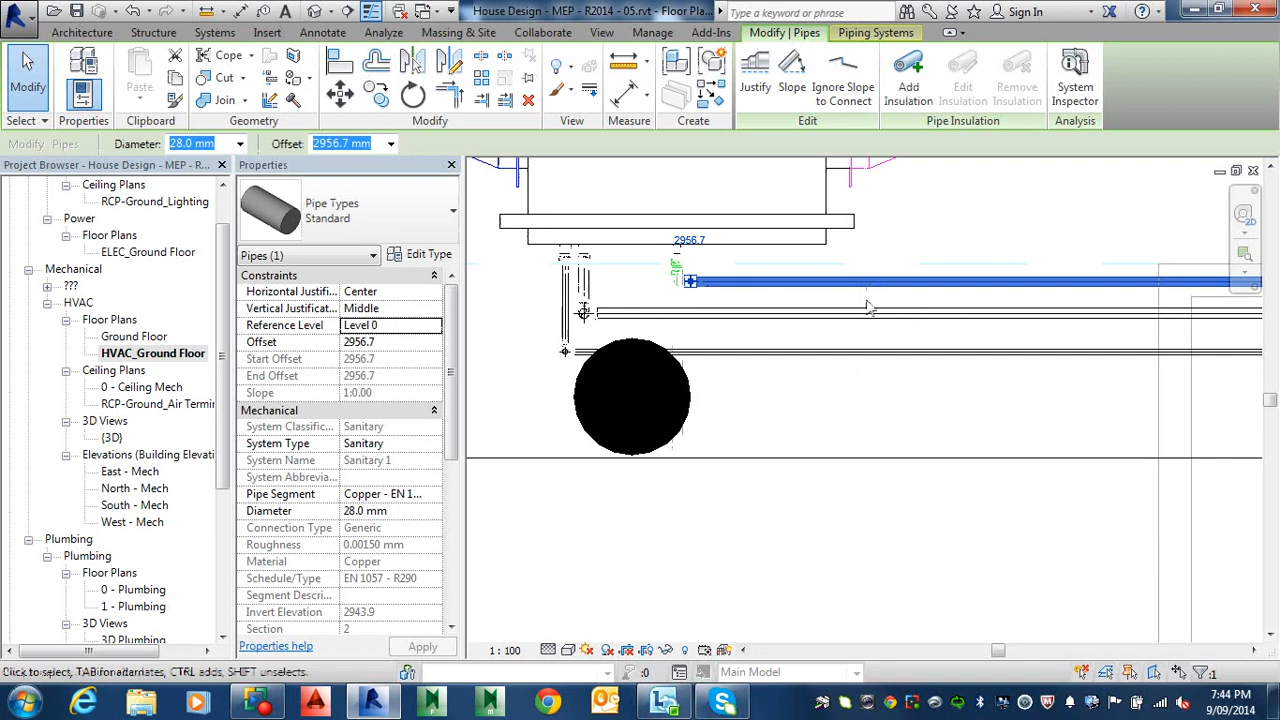 House Design - MEP - R2014 - 05.rvt - Floor Pla...
Type a keyword or phrase
Sign In
Architecture Structure Systems Insert Annotate Analyze Massing & Site Collaborate View Manage Add-Ins Modify | Pipes Piping Systems
Modify
Select
Properties
Paste
Clipboard
Cope
Cut
Join
Geometry
Modify
View
Measure
Create
Justify Slope Ignore Slope to Connect
Edit
Add Insulation Edit Insulation Remove Insulation
Pipe Insulation
System Inspector
Analysis
Modify Pipes Diameter: 28.0 mm Offset: 2956.7 mm
Project Browser - House Design - MEP - R...
Ceiling Plans
RCP-Ground_Lighting
Power
Floor Plans
ELEC_Ground Floor
Mechanical
???
HVAC
Floor Plans
Ground Floor
HVAC_Ground Floor
Ceiling Plans
0 - Ceiling Mech
RCP-Ground_Air Termin
3D Views
{3D}
Elevations (Building Elevati
East - Mech
North - Mech
South - Mech
West - Mech
Plumbing
Plumbing
Floor Plans
0 - Plumbing
1 - Plumbing
3D Views
3D Plumbing
Properties
Pipe Types
Standard
Pipes (1)
Edit Type
Constraints
Horizontal Justifi... Center
Vertical Justificat... Middle
Reference Level Level 0
Offset 2956.7
Start Offset 2956.7
End Offset 2956.7
Slope 1:0.00
Mechanical
System Classific... Sanitary
System Type Sanitary
System Name Sanitary 1
System Abbrevia...
Pipe Segment Copper - EN 1...
Diameter 28.0 mm
Connection Type Generic
Roughness 0.00150 mm
Material Copper
Schedule/Type EN 1057 - R290
Segment Descri...
Invert Elevation 2943.9
Section 2
Properties help
Apply
2956.7
2D
1 : 100
:0
Main Model
:1
7:44 PM
9/09/2014